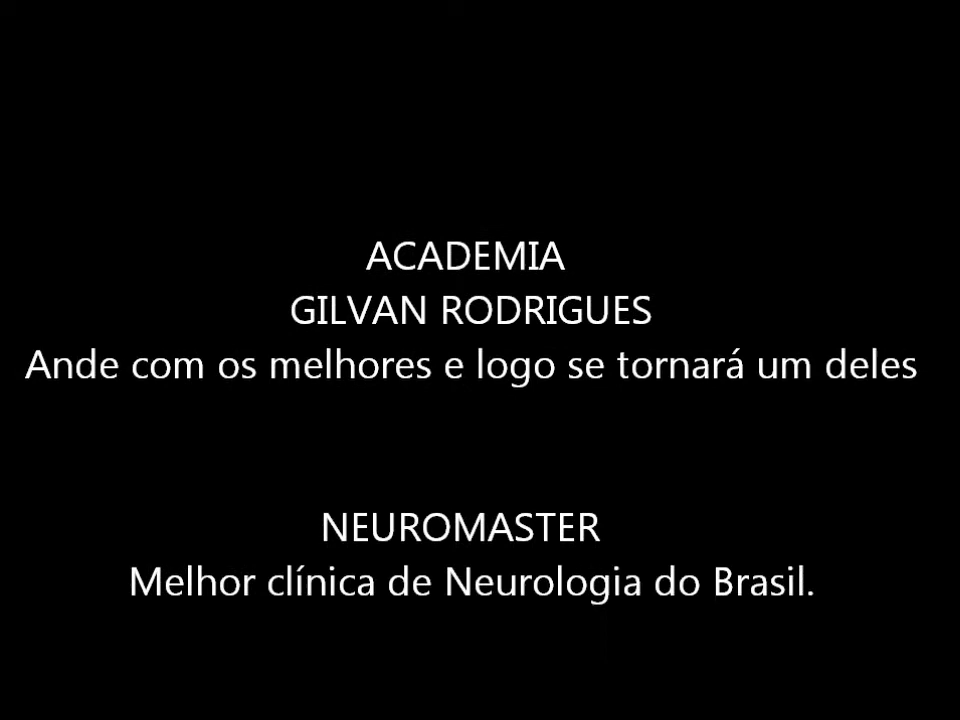 ACADEMIA
GILVAN RODRIGUES
Ande com os melhores e logo se tornará um deles
NEUROMASTER
Melhor clínica de Neurologia do Brasil.